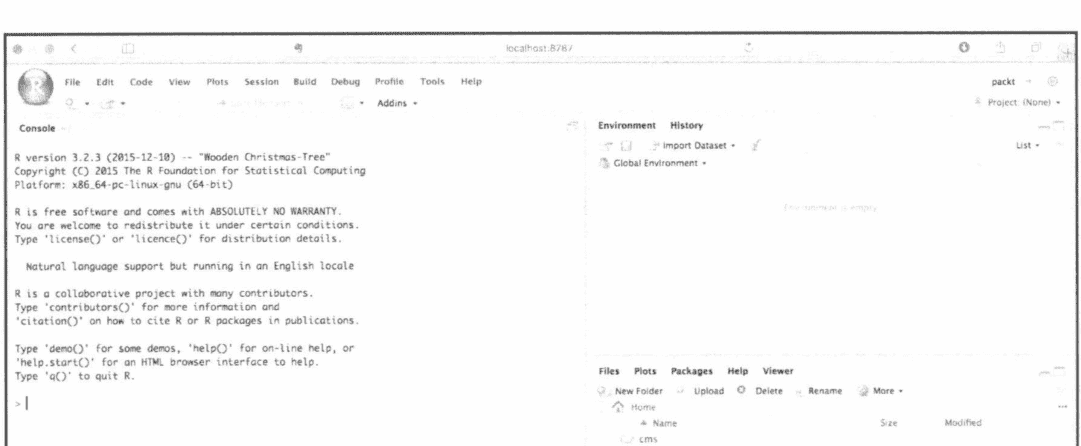 localhost:8787
File Edit Code View Plots Session Build Debug Profile Tools Help
packt
Addins
Project: (None)
Console
R version 3.2.3 (2015-12-10) -- "Wooden Christmas-Tree"
Copyright (C) 2015 The R Foundation for Statistical Computing
Platform: x86_64-pc-linux-gnu (64-bit)
R is free software and comes with ABSOLUTELY NO WARRANTY.
You are welcome to redistribute it under certain conditions.
Type 'license()' or 'licence()' for distribution details.
Natural language support but running in an English locale
R is a collaborative project with many contributors.
Type 'contributors()' for more information and
'citation()' on how to cite R or R packages in publications.
Type 'demo()' for some demos, 'help()' for on-line help, or
'help.start()' for an HTML browser interface to help.
Type 'q()' to quit R.
>
Environment History
Import Dataset List
Global Environment
Environment is empty
Files Plots Packages Help Viewer
New Folder Upload Delete Rename More
Home
Name Size Modified
cms